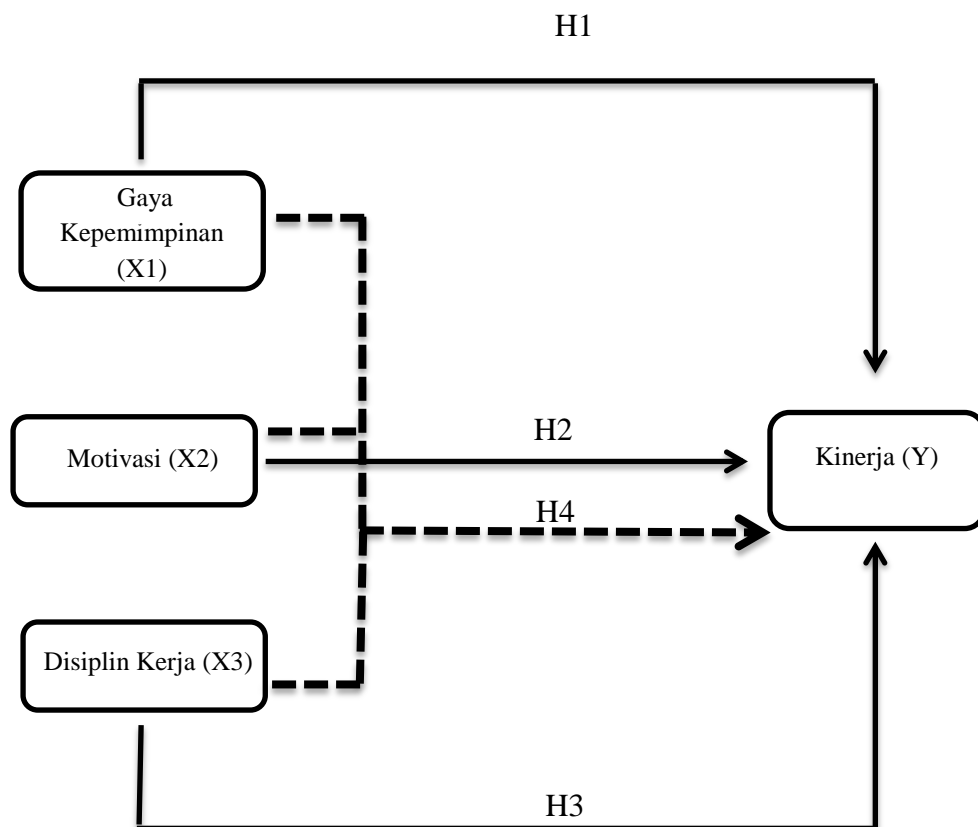 H1
Gaya
Kepemimpinan
(X1)
H2
Motivasi (X2)
Kinerja (Y)
H4
Disiplin Kerja (X3)
H3